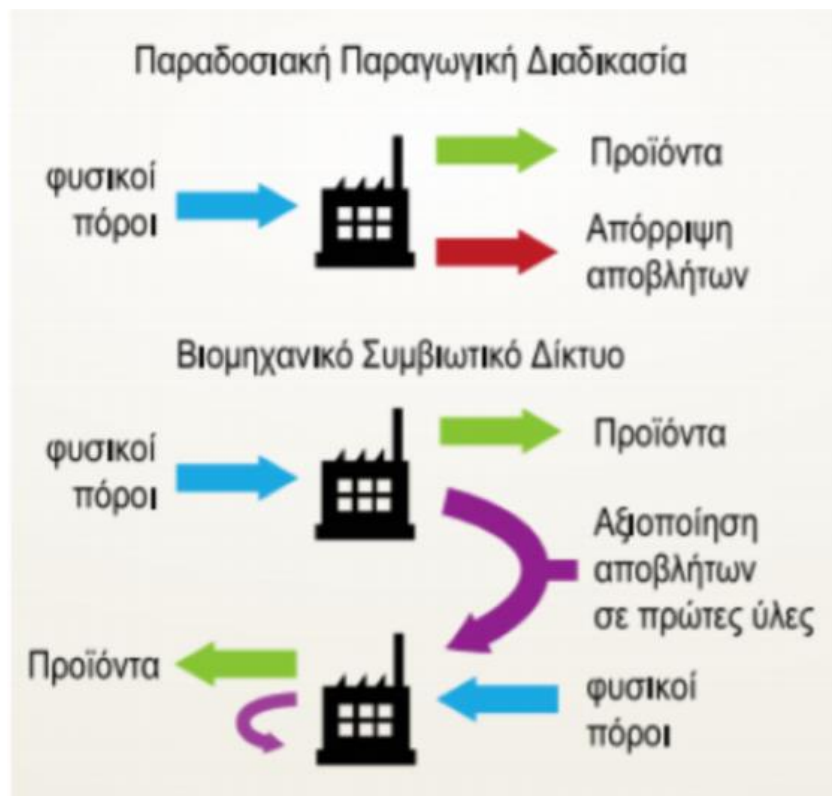 Παραδοσιακή Παραγωγική Διαδικασία
φυσικοί
πόροι
Προϊόντα
Απόρριψη
αποβλήτων
Βιομηχανικό Συμβιωτικό Δίκτυο
φυσικοί
πόροι
Προϊόντα
Αξιοποίηση
αποβλήτων
σε πρώτες ύλες
Προϊόντα
φυσικοί
πόροι